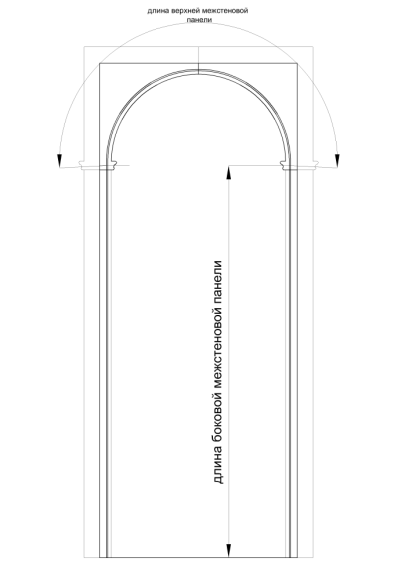 длина верхней межстеновой
панели
длина боковой межстеновой панели